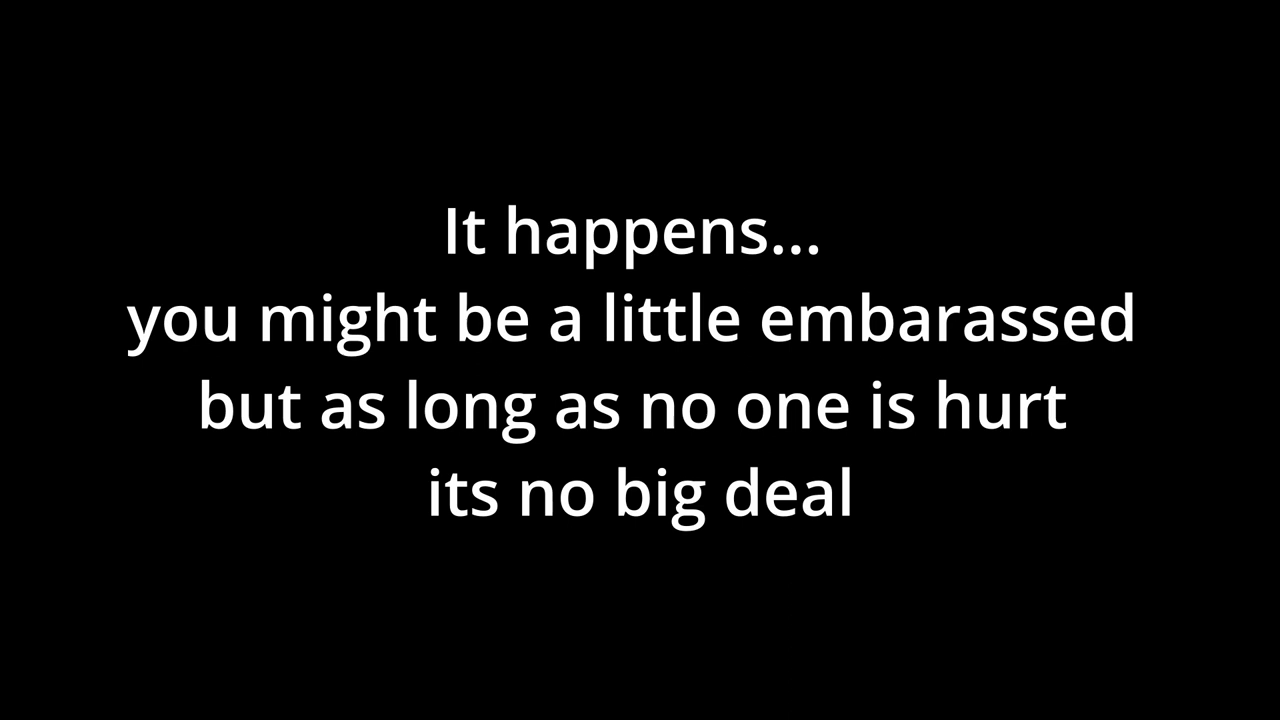 It happens...
you might be a little embarassed
but as long as no one is hurt
its no big deal